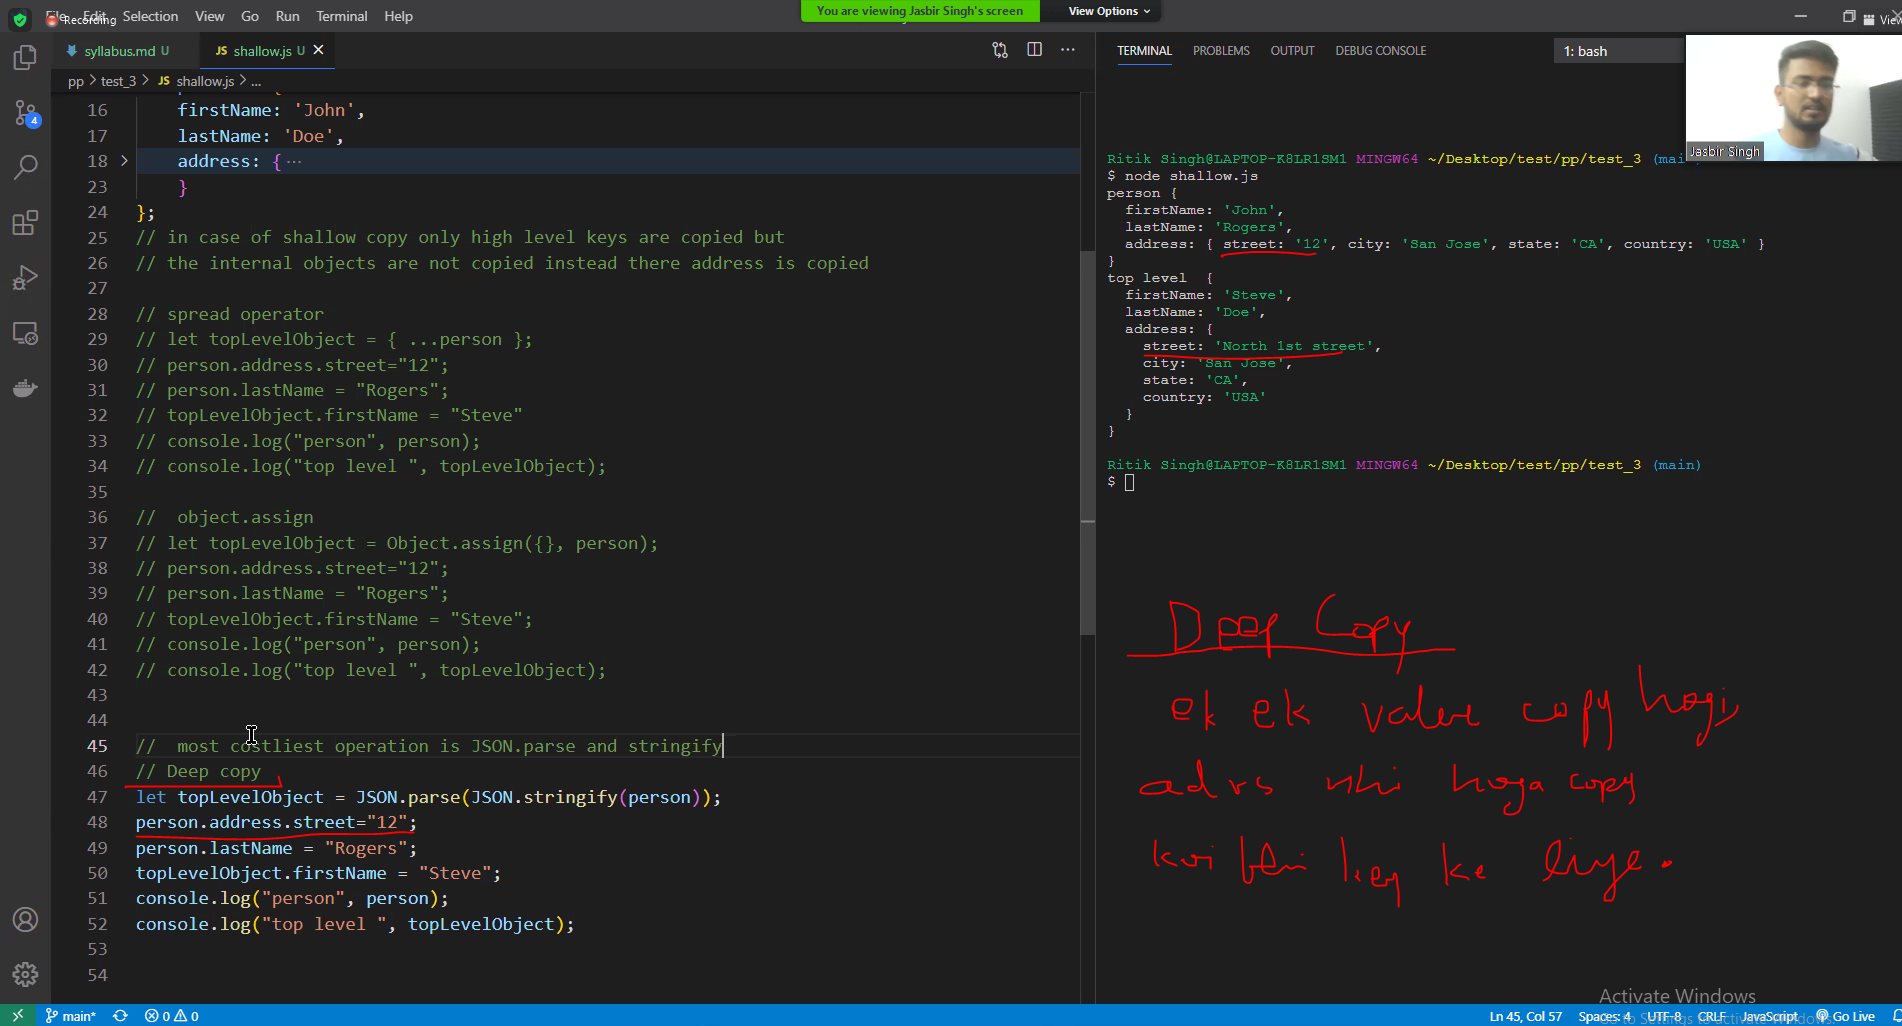 File Edit Selection View Go Run Terminal Help
Recording
You are viewing Jasbir Singh's screen View Options
View
syllabus.md U JS shallow.js U
pp > test_3 > JS shallow.js > ...
16 firstName: 'John',
17 lastName: 'Doe',
18 address: { ...
23 }
24 };
25 // in case of shallow copy only high level keys are copied but
26 // the internal objects are not copied instead there address is copied
27
28 // spread operator
29 // let topLevelObject = { ...person };
30 // person.address.street="12";
31 // person.lastName = "Rogers";
32 // topLevelObject.firstName = "Steve"
33 // console.log("person", person);
34 // console.log("top level ", topLevelObject);
35
36 // object.assign
37 // let topLevelObject = Object.assign({}, person);
38 // person.address.street="12";
39 // person.lastName = "Rogers";
40 // topLevelObject.firstName = "Steve";
41 // console.log("person", person);
42 // console.log("top level ", topLevelObject);
43
44
45 // most costliest operation is JSON.parse and stringify
46 // Deep copy
47 let topLevelObject = JSON.parse(JSON.stringify(person));
48 person.address.street="12";
49 person.lastName = "Rogers";
50 topLevelObject.firstName = "Steve";
51 console.log("person", person);
52 console.log("top level ", topLevelObject);
53
54
4
TERMINAL PROBLEMS OUTPUT DEBUG CONSOLE 1: bash
Jasbir Singh
Ritik Singh@LAPTOP-K8LR1SM1 MINGW64 ~/Desktop/test/pp/test_3 (mai
$ node shallow.js
person {
firstName: 'John',
lastName: 'Rogers',
address: { street: '12', city: 'San Jose', state: 'CA', country: 'USA' }
}
top level {
firstName: 'Steve',
lastName: 'Doe',
address: {
street: 'North 1st street',
city: 'San Jose',
state: 'CA',
country: 'USA'
}
}
Ritik Singh@LAPTOP-K8LR1SM1 MINGW64 ~/Desktop/test/pp/test_3 (main)
$
Deep Copy
ek ek value copy hogi,
adrs nhi hoga copy
koi bhi key ke liye.
Activate Windows
Go to Settings to activate Windows.
main* 0 0 Ln 45, Col 57 Spaces: 4 UTF-8 CRLF JavaScript Go Live